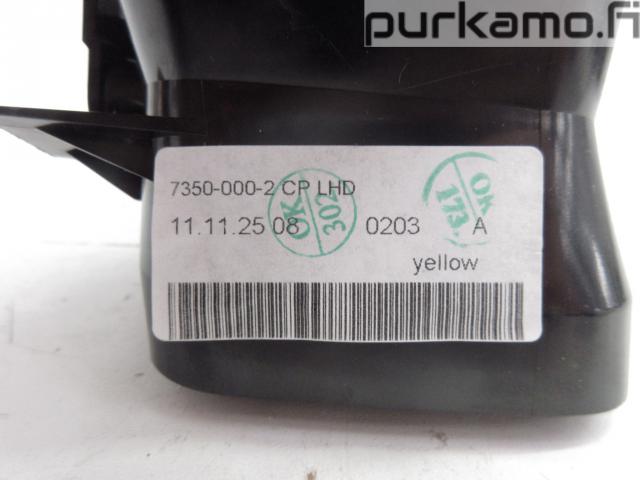 purkamo.fi
7350-000-2 CP LHD
OK
302
OK
173
11.11.25 08 0203 A
yellow